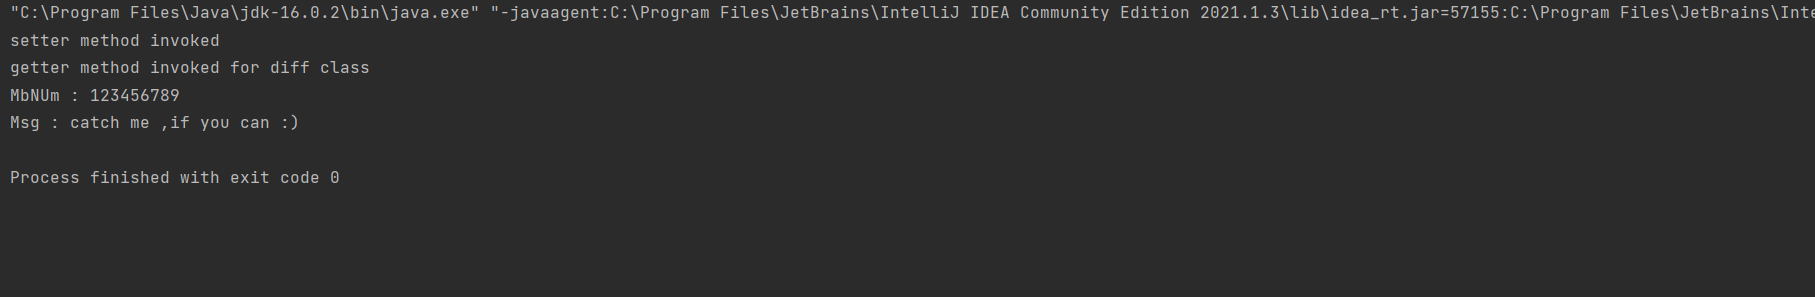 "C:\Program Files\Java\jdk-16.0.2\bin\java.exe" "-javaagent:C:\Program Files\JetBrains\IntelliJ IDEA Community Edition 2021.1.3\lib\idea_rt.jar=57155:C:\Program Files\JetBrains\Inte
setter method invoked
getter method invoked for diff class
MbNUm : 123456789
Msg : catch me ,if you can :)
Process finished with exit code 0